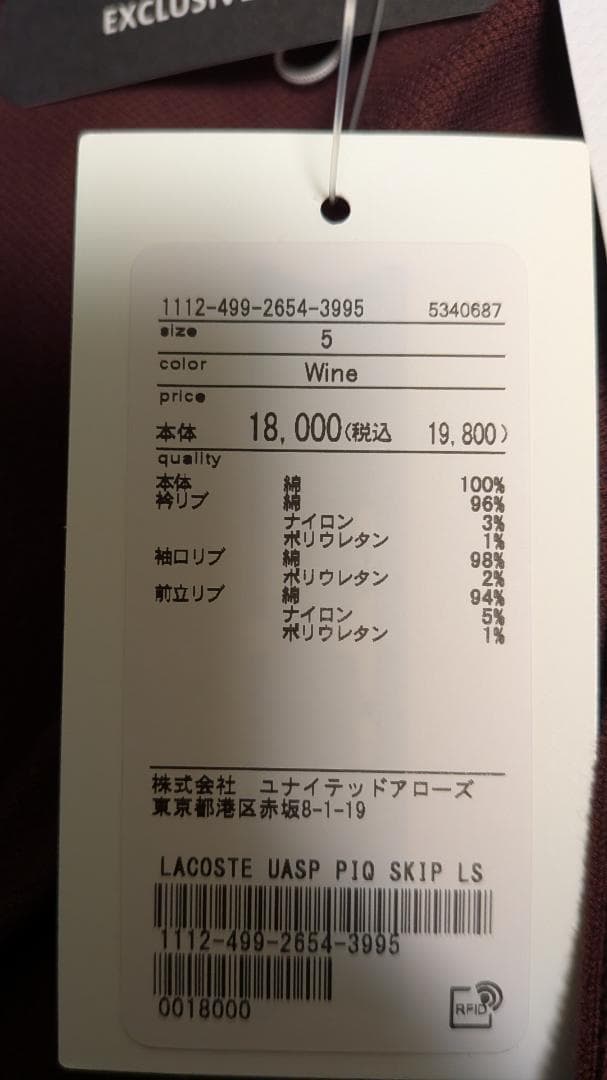 EXCLUSIVE
1112-499-2654-3995 5340687
size 5
color Wine
price
本体 18,000(税込 19,800)
quality
本体 綿 100%
衿リブ 綿 96%
ナイロン 3%
ポリウレタン 1%
袖口リブ 綿 98%
ポリウレタン 2%
前立リブ 綿 94%
ナイロン 5%
ポリウレタン 1%
株式会社 ユナイテッドアローズ
東京都港区赤坂8-1-19
LACOSTE UASP PIQ SKIP LS
1112-499-2654-3995
0018000
RFID